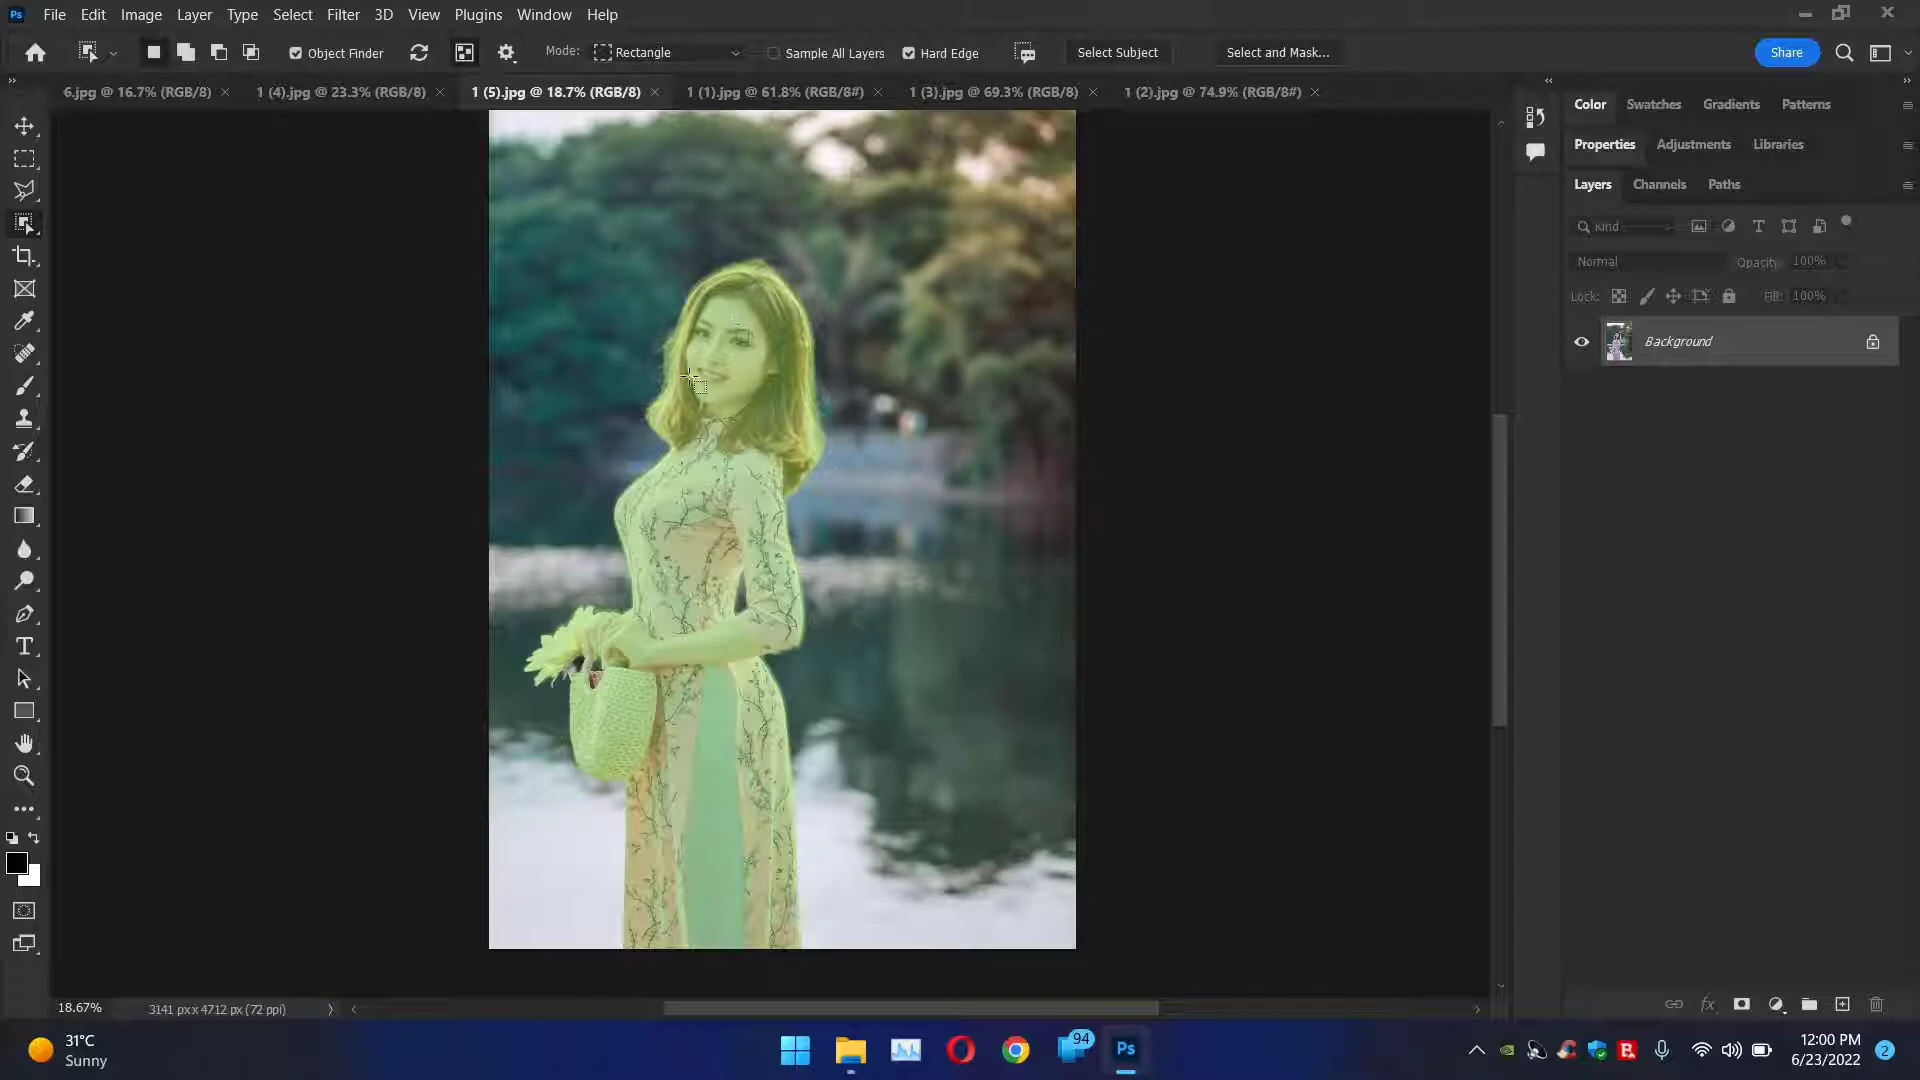 Ps File Edit Image Layer Type Select Filter 3D View Plugins Window Help
Object Finder Mode: Rectangle Sample All Layers Hard Edge Select Subject Select and Mask... Share
6.jpg @ 16.7% (RGB/8) 1 (4).jpg @ 23.3% (RGB/8) 1 (5).jpg @ 18.7% (RGB/8) 1 (1).jpg @ 61.8% (RGB/8#) 1 (3).jpg @ 69.3% (RGB/8) 1 (2).jpg @ 74.9% (RGB/8#)
Color Swatches Gradients Patterns
Properties Adjustments Libraries
Layers Channels Paths
Kind
Normal Opacity: 100%
Lock: Fill: 100%
Background
18.67% 3141 px x 4712 px (72 ppi)
31°C
Sunny
94
Ps
12:00 PM
6/23/2022
2